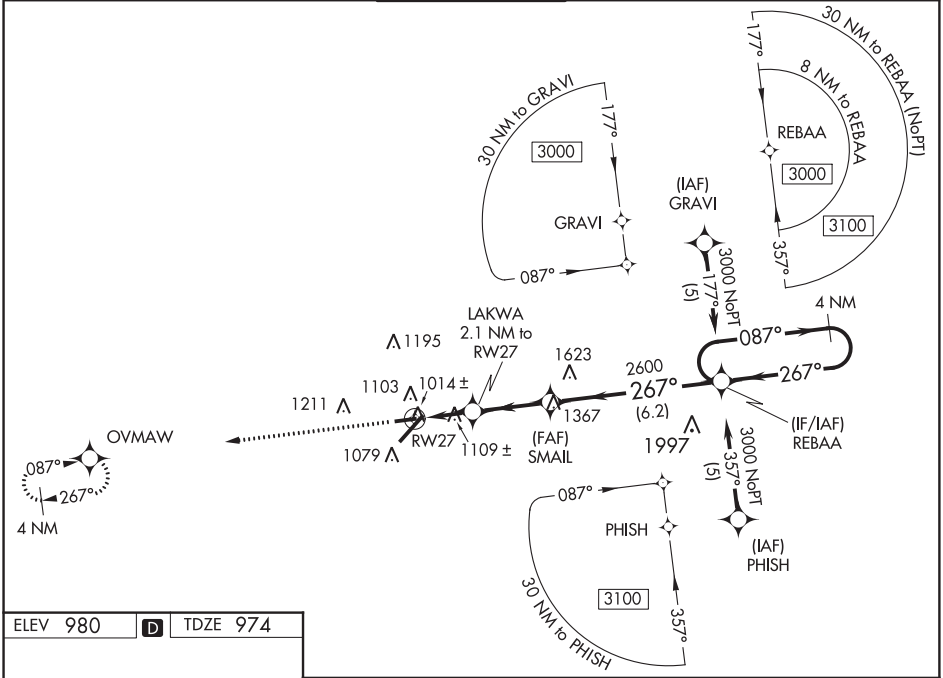 30 NM to REBAA (NoPT)
177°
8 NM to REBAA
REBAA
3000
3100
357°
30 NM to GRAVI
177°
3000
GRAVI
087°
(IAF)
GRAVI
3000 NoPT
177°
(5)
4 NM
087°
267°
LAKWA
2.1 NM to
RW27
1195
1623
2600
267°
(6.2)
1103
1014 ±
1211
1367
(IF/IAF)
REBAA
OVMAW
RW27
1109 ±
(FAF)
SMAIL
1997
1079
087°
267°
4 NM
3000 NoPT
357°
(5)
(IAF)
PHISH
087°
PHISH
3100
357°
30 NM to PHISH
ELEV 980 D TDZE 974